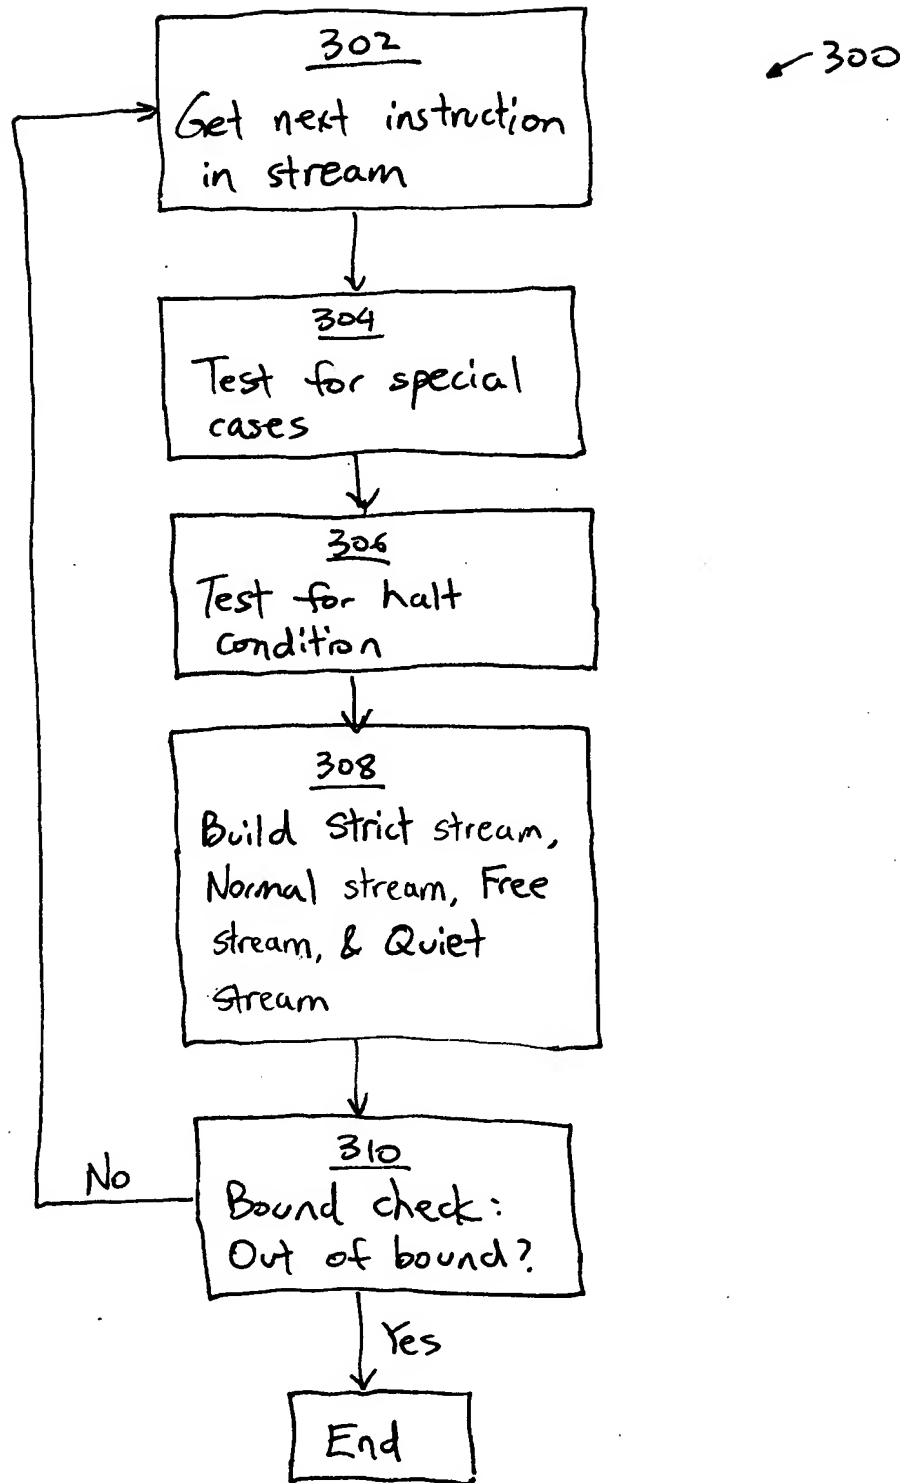 302
300
Get next instruction
in stream
304
Test for special
cases
306
Test for halt
condition
308
Build Strict stream,
Normal stream, Free
stream, & Quiet
stream
310
No
Bound check:
Out of bound?
Yes
End